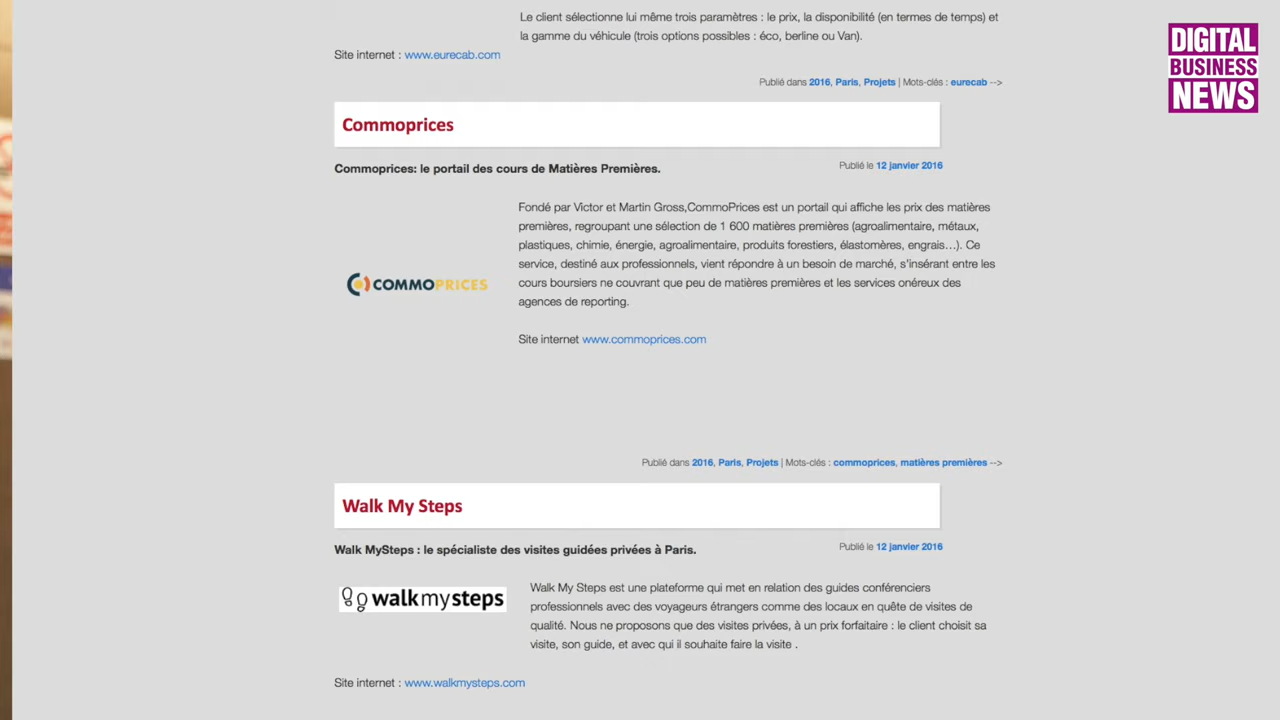 Le client sélectionne lui même trois paramètres : le prix, la disponibilité (en termes de temps) et
la gamme du véhicule (trois options possibles : éco, berline ou Van).
Site internet : www.eurecab.com
Publié dans 2016, Paris, Projets | Mots-clés : eurecab -->
DIGITAL
BUSINESS
NEWS
Commoprices
Commoprices: le portail des cours de Matières Premières.
Publié le 12 janvier 2016
Fondé par Victor et Martin Gross,CommoPrices est un portail qui affiche les prix des matières
premières, regroupant une sélection de 1 600 matières premières (agroalimentaire, métaux,
plastiques, chimie, énergie, agroalimentaire, produits forestiers, élastomères, engrais…). Ce
service, destiné aux professionnels, vient répondre à un besoin de marché, s'insérant entre les
cours boursiers ne couvrant que peu de matières premières et les services onéreux des
agences de reporting.
COMMOPRICES
Site internet www.commoprices.com
Publié dans 2016, Paris, Projets | Mots-clés : commoprices, matières premières -->
Walk My Steps
Walk MySteps : le spécialiste des visites guidées privées à Paris.
Publié le 12 janvier 2016
walkmysteps
Walk My Steps est une plateforme qui met en relation des guides conférenciers
professionnels avec des voyageurs étrangers comme des locaux en quête de visites de
qualité. Nous ne proposons que des visites privées, à un prix forfaitaire : le client choisit sa
visite, son guide, et avec qui il souhaite faire la visite .
Site internet : www.walkmysteps.com